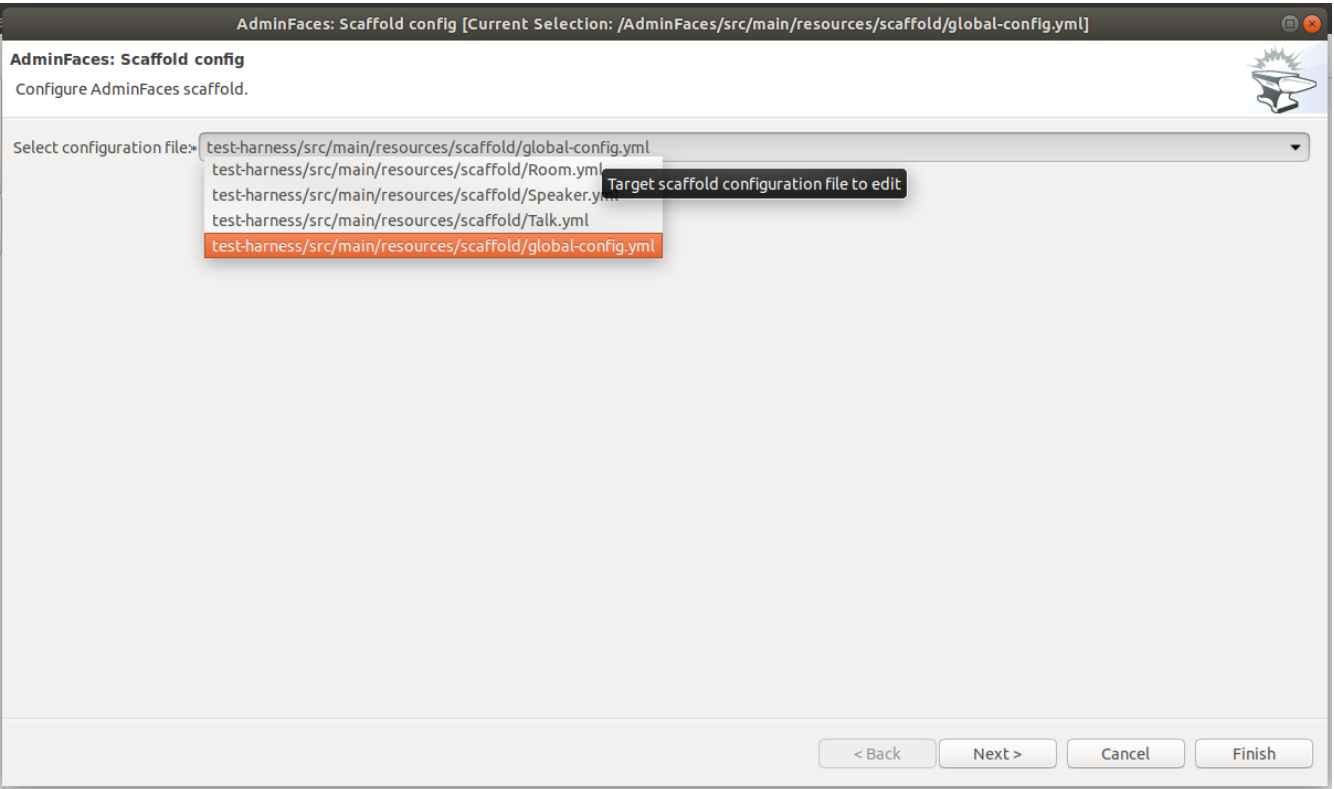 AdminFaces: Scaffold config [Current Selection: /AdminFaces/src/main/resources/scaffold/global-config.yml]
AdminFaces: Scaffold config
Configure AdminFaces scaffold.
Select configuration file:* test-harness/src/main/resources/scaffold/global-config.yml
test-harness/src/main/resources/scaffold/Room.yml
Target scaffold configuration file to edit
test-harness/src/main/resources/scaffold/Speaker.yml
test-harness/src/main/resources/scaffold/Talk.yml
test-harness/src/main/resources/scaffold/global-config.yml
< Back Next > Cancel Finish